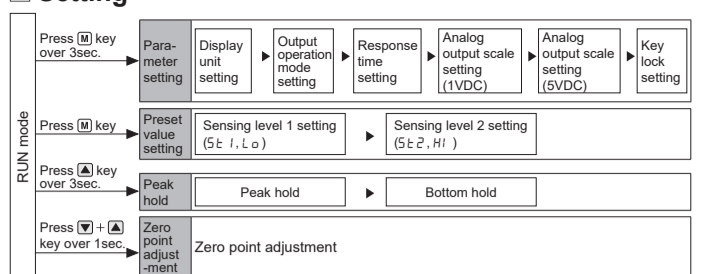 Setting
RUN mode
Press M key
over 3sec.
Para-
meter
setting
Display
unit
setting
Output
operation
mode
setting
Response
time
setting
Analog
output scale
setting
(1VDC)
Analog
output scale
setting
(5VDC)
Key
lock
setting
Press M key
Preset
value
setting
Sensing level 1 setting
(St1, Lo)
Sensing level 2 setting
(St2, HI)
Press ▲ key
over 3sec.
Peak
hold
Peak hold
Bottom hold
Press ▼ + ▲
key over 1sec.
Zero
point
adjust
-ment
Zero point adjustment